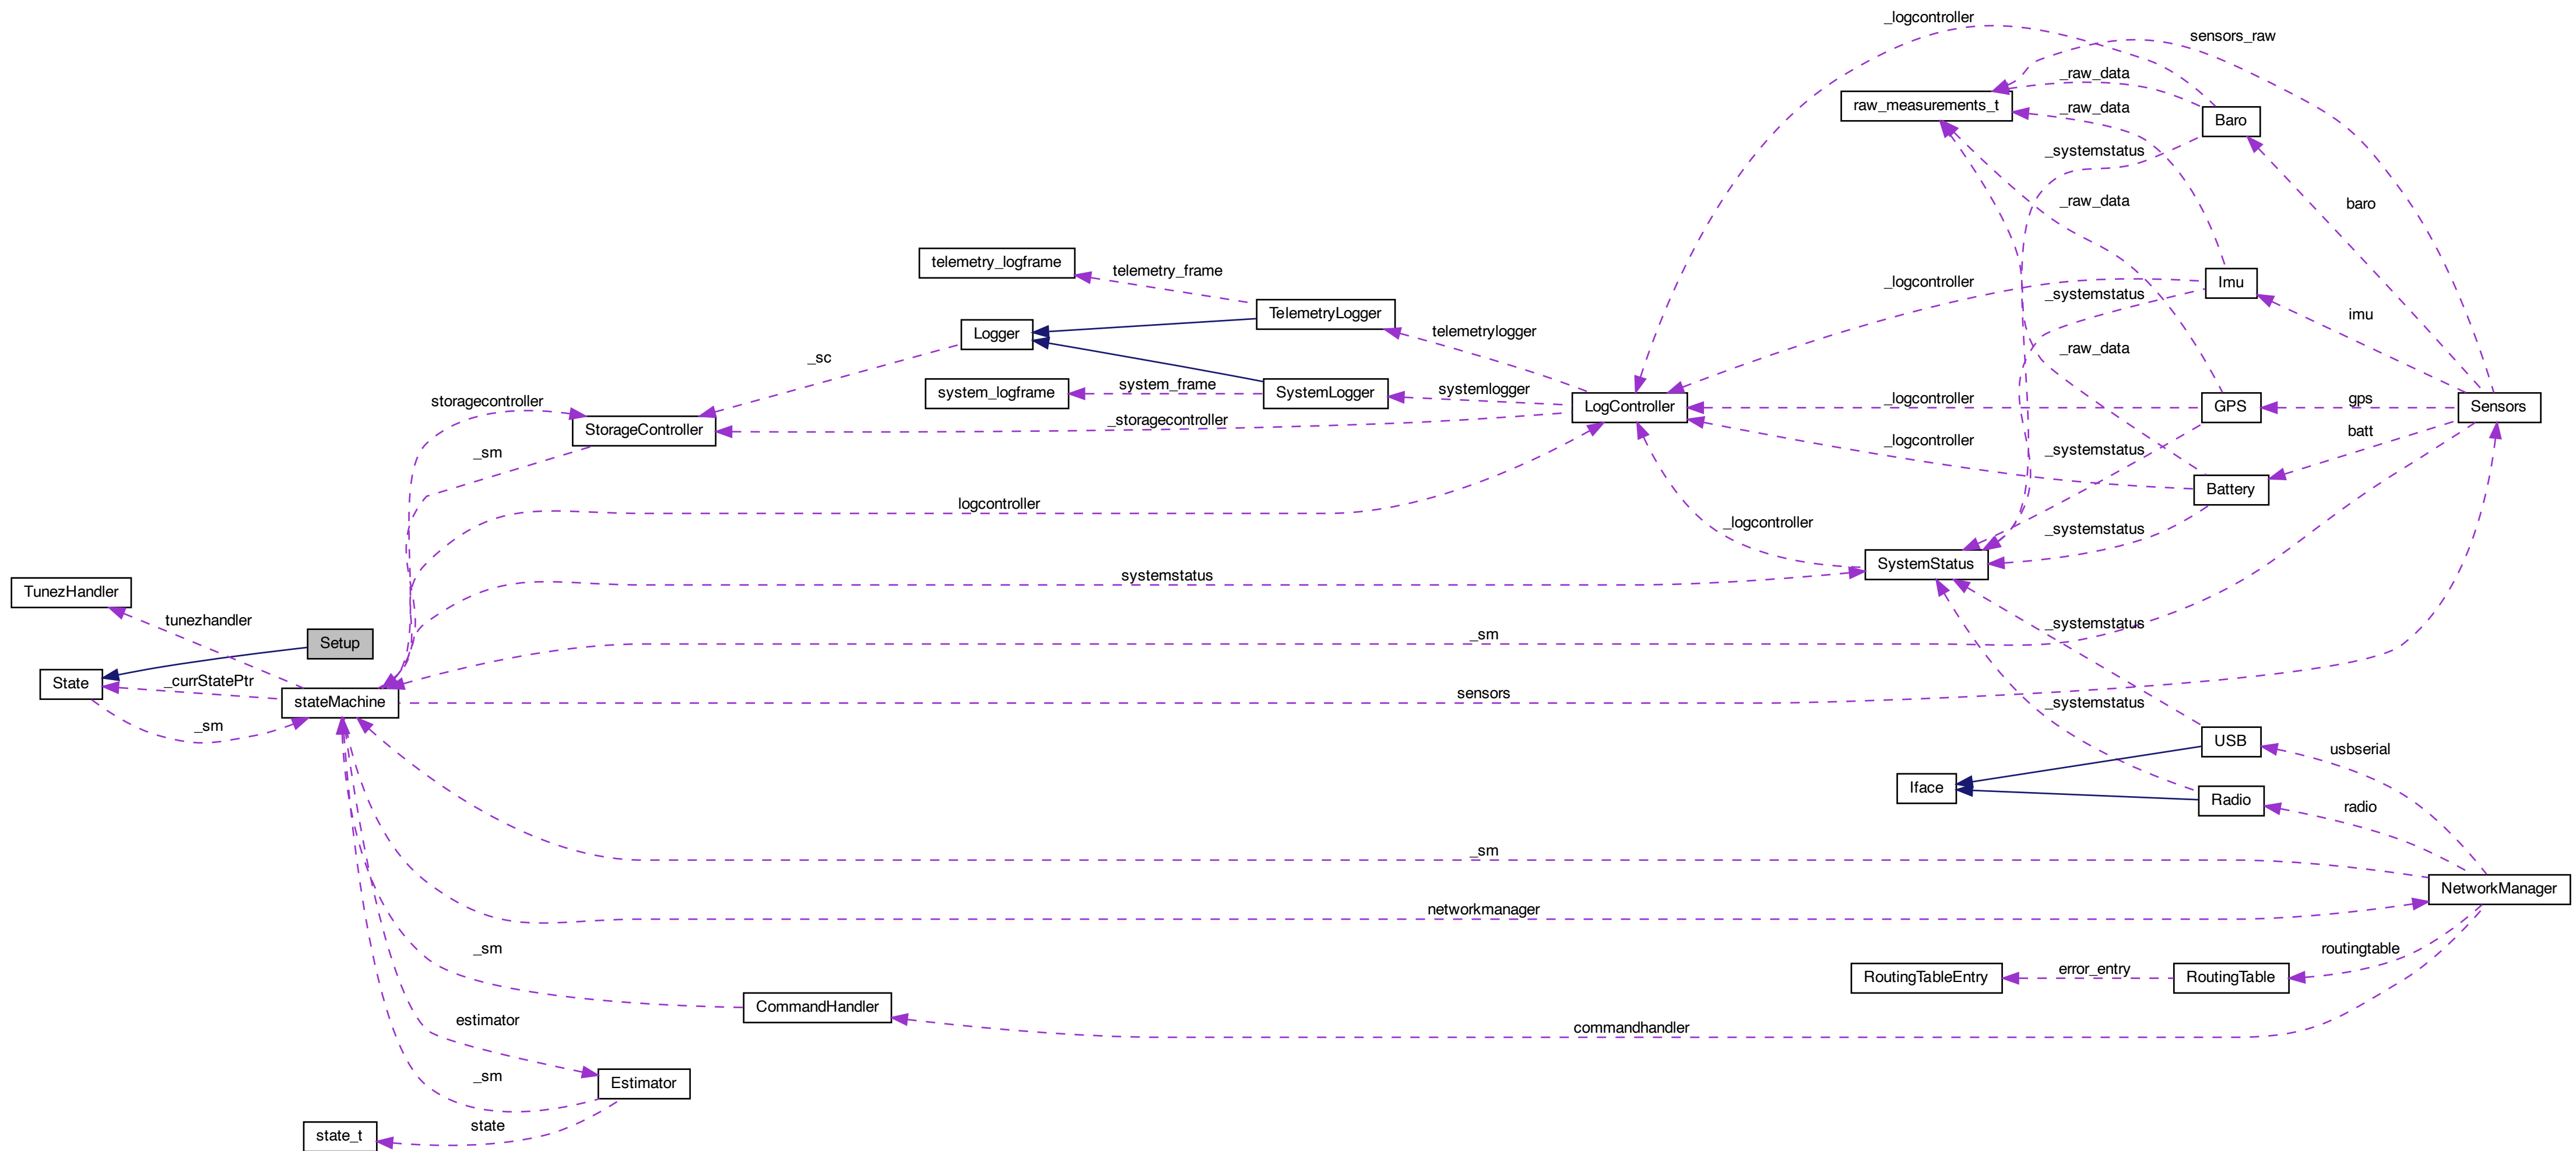 _logcontroller
sensors_raw
_raw_data
raw_measurements_t
_raw_data
Baro
_systemstatus
_raw_data
baro
telemetry_logframe
telemetry_frame
_logcontroller
Imu
_systemstatus
TelemetryLogger
imu
Logger
telemetrylogger
_sc
_raw_data
system_logframe
system_frame
SystemLogger
systemlogger
storagecontroller
LogController
_logcontroller
GPS
gps
Sensors
StorageController
_storagecontroller
batt
_logcontroller
_sm
_systemstatus
Battery
logcontroller
_logcontroller
_systemstatus
SystemStatus
systemstatus
TunezHandler
tunezhandler
_systemstatus
Setup
_sm
State
_currStatePtr
stateMachine
sensors
_systemstatus
_sm
USB
usbserial
Iface
Radio
radio
_sm
NetworkManager
networkmanager
_sm
routingtable
RoutingTableEntry
error_entry
RoutingTable
CommandHandler
estimator
commandhandler
_sm
Estimator
state
state_t